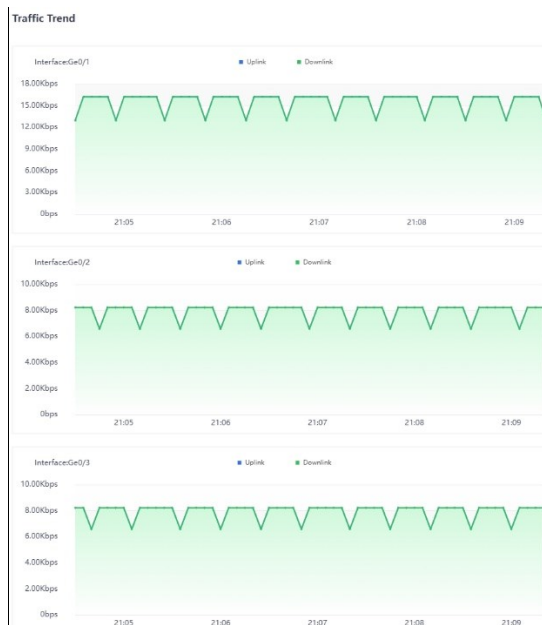 Traffic Trend
Interface:Ge0/1 Uplink Downlink
18.00Kbps
15.00Kbps
12.00Kbps
9.00Kbps
6.00Kbps
3.00Kbps
0bps
21:05 21:06 21:07 21:08 21:09
Interface:Ge0/2 Uplink Downlink
10.00Kbps
8.00Kbps
6.00Kbps
4.00Kbps
2.00Kbps
0bps
21:05 21:06 21:07 21:08 21:09
Interface:Ge0/3 Uplink Downlink
10.00Kbps
8.00Kbps
6.00Kbps
4.00Kbps
2.00Kbps
0bps
21:05 21:06 21:07 21:08 21:09